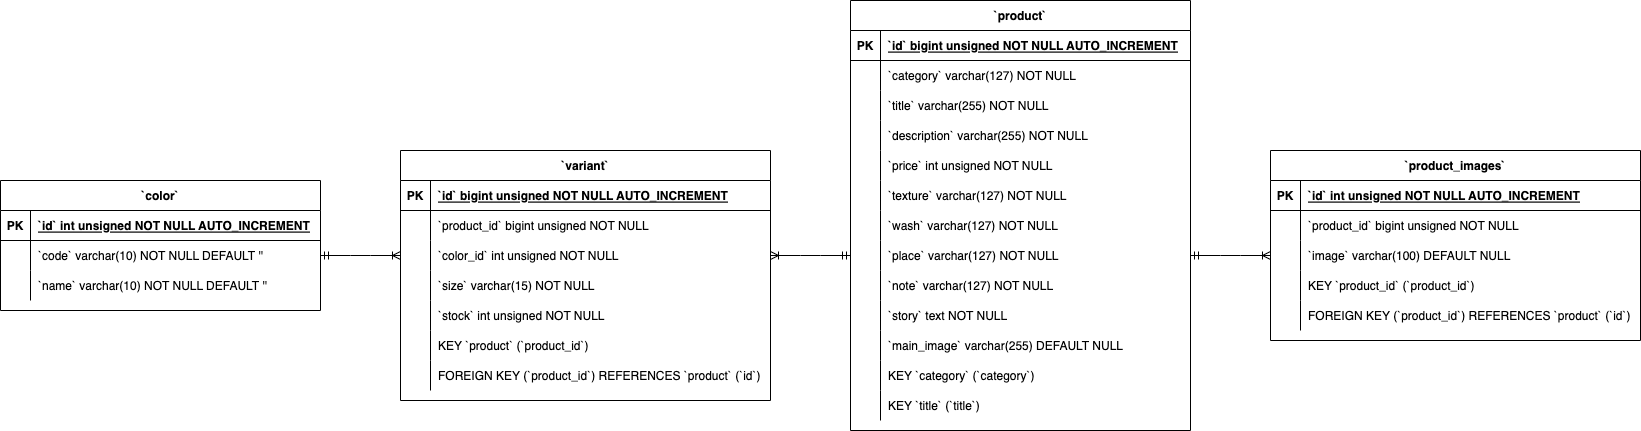 `color`
PK `id` int unsigned NOT NULL AUTO_INCREMENT
`code` varchar(10) NOT NULL DEFAULT ''
`name` varchar(10) NOT NULL DEFAULT ''
`variant`
PK `id` bigint unsigned NOT NULL AUTO_INCREMENT
`product_id` bigint unsigned NOT NULL
`color_id` int unsigned NOT NULL
`size` varchar(15) NOT NULL
`stock` int unsigned NOT NULL
KEY `product` (`product_id`)
FOREIGN KEY (`product_id`) REFERENCES `product` (`id`)
`product`
PK `id` bigint unsigned NOT NULL AUTO_INCREMENT
`category` varchar(127) NOT NULL
`title` varchar(255) NOT NULL
`description` varchar(255) NOT NULL
`price` int unsigned NOT NULL
`texture` varchar(127) NOT NULL
`wash` varchar(127) NOT NULL
`place` varchar(127) NOT NULL
`note` varchar(127) NOT NULL
`story` text NOT NULL
`main_image` varchar(255) DEFAULT NULL
KEY `category` (`category`)
KEY `title` (`title`)
`product_images`
PK `id` int unsigned NOT NULL AUTO_INCREMENT
`product_id` bigint unsigned NOT NULL
`image` varchar(100) DEFAULT NULL
KEY `product_id` (`product_id`)
FOREIGN KEY (`product_id`) REFERENCES `product` (`id`)